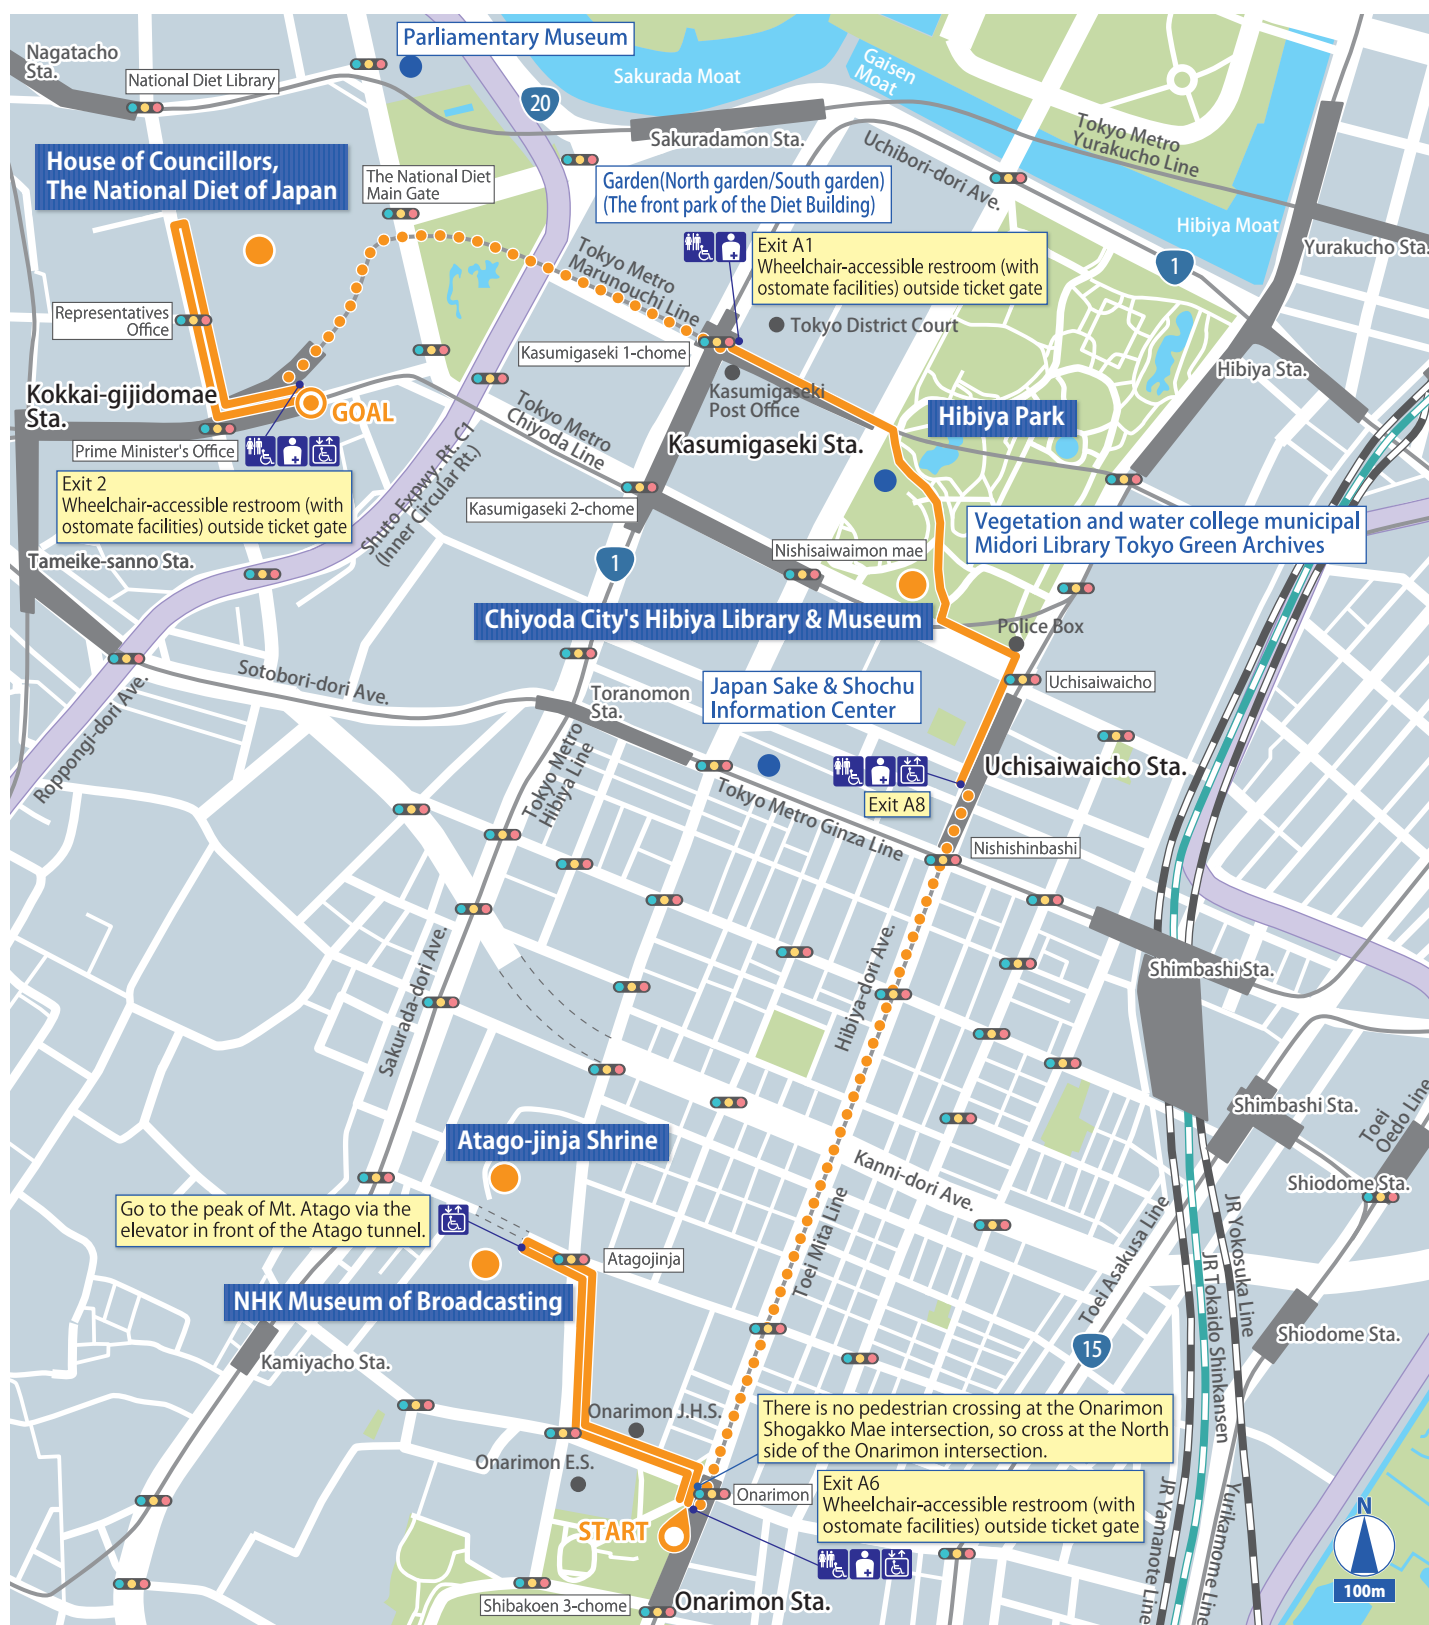 Parliamentary Museum
Nagatacho
Sta.
National Diet Library
20
Sakurada Moat
Gaisen
Moat
Sakuradamon Sta.
Tokyo Metro
Yurakucho Line
Uchibori-dori Ave.
Hibiya Moat
Yurakucho Sta.
1
House of Councillors,
The National Diet of Japan
The National Diet
Main Gate
Garden(North garden/South garden)
(The front park of the Diet Building)
Exit A1
Wheelchair-accessible restroom (with
ostomate facilities) outside ticket gate
Tokyo Metro
Marunouchi Line
Representatives
Office
Tokyo District Court
Kasumigaseki 1-chome
Kasumigaseki
Post Office
Hibiya Sta.
Kokkai-gijidomae
Sta.
GOAL
Tokyo Metro
Chiyoda Line
Hibiya Park
Kasumigaseki Sta.
Prime Minister's Office
Exit 2
Wheelchair-accessible restroom (with
ostomate facilities) outside ticket gate
Shuto Expwy. Rt. C1
(Inner Circular Rt.)
Kasumigaseki 2-chome
Vegetation and water college municipal
Midori Library Tokyo Green Archives
Tameike-sanno Sta.
1
Nishisaiwaimon mae
Chiyoda City's Hibiya Library & Museum
Police Box
Uchisaiwaicho
Sotobori-dori Ave.
Roppongi-dori Ave.
Toranomon
Sta.
Japan Sake & Shochu
Information Center
Uchisaiwaicho Sta.
Exit A8
Tokyo Metro
Hibiya Line
Tokyo Metro Ginza Line
Nishishinbashi
Hibiya-dori Ave.
Shimbashi Sta.
Sakurada-dori Ave.
Shimbashi Sta.
Toei
Oedo Line
Atago-jinja Shrine
Kanni-dori Ave.
Shiodome Sta.
Go to the peak of Mt. Atago via the
elevator in front of the Atago tunnel.
Atagojinja
Toei Mita Line
Toei Asakusa Line
JR Yokosuka Line
JR Tokaido Shinkansen
NHK Museum of Broadcasting
Kamiyacho Sta.
15
Shiodome Sta.
There is no pedestrian crossing at the Onarimon
Shogakko Mae intersection, so cross at the North
side of the Onarimon intersection.
Onarimon J.H.S.
Onarimon E.S.
Onarimon
Exit A6
Wheelchair-accessible restroom (with
ostomate facilities) outside ticket gate
START
JR Yamanote Line
Yurikamome Line
N
100m
Shibakoen 3-chome
Onarimon Sta.